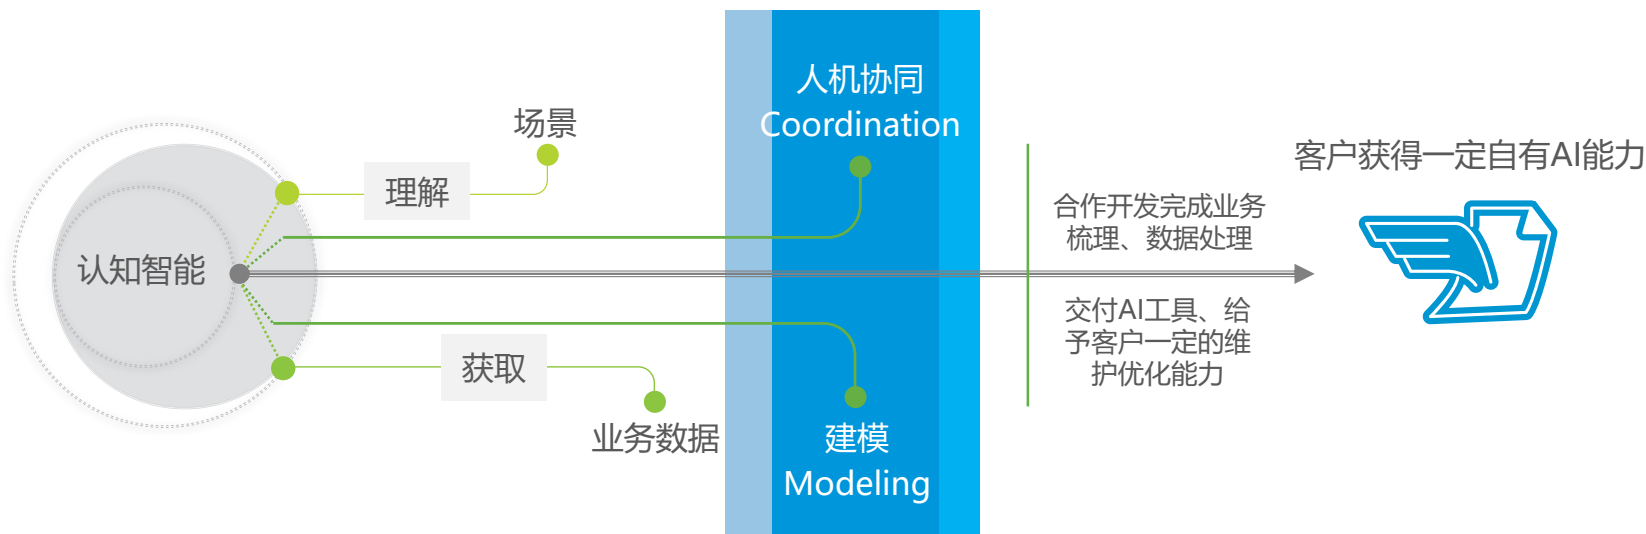 认知智能
理解
场景
获取
业务数据
人机协同
Coordination
建模
Modeling
合作开发完成业务
梳理、数据处理
交付AI工具、给
予客户一定的维
护优化能力
客户获得一定自有AI能力